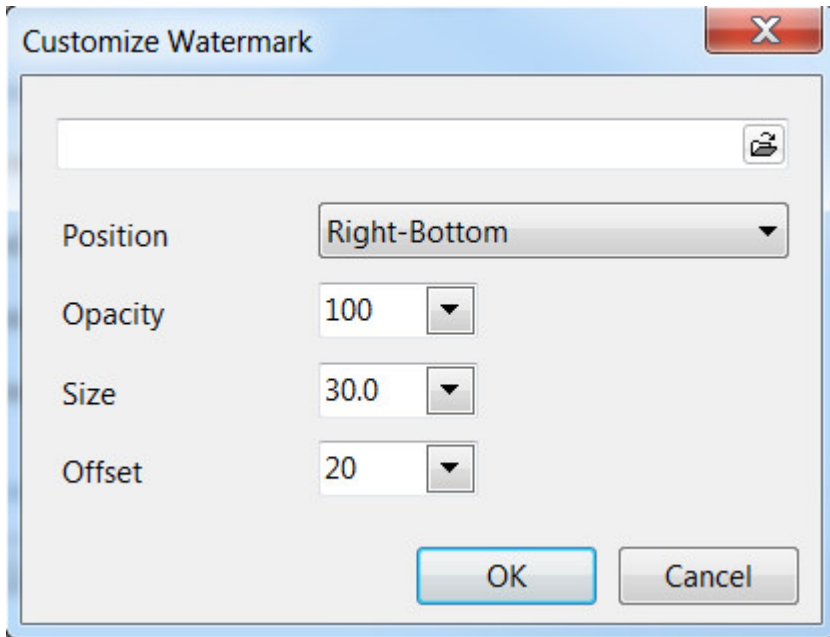 Customize Watermark
Position Right-Bottom
Opacity 100
Size 30.0
Offset 20
OK Cancel